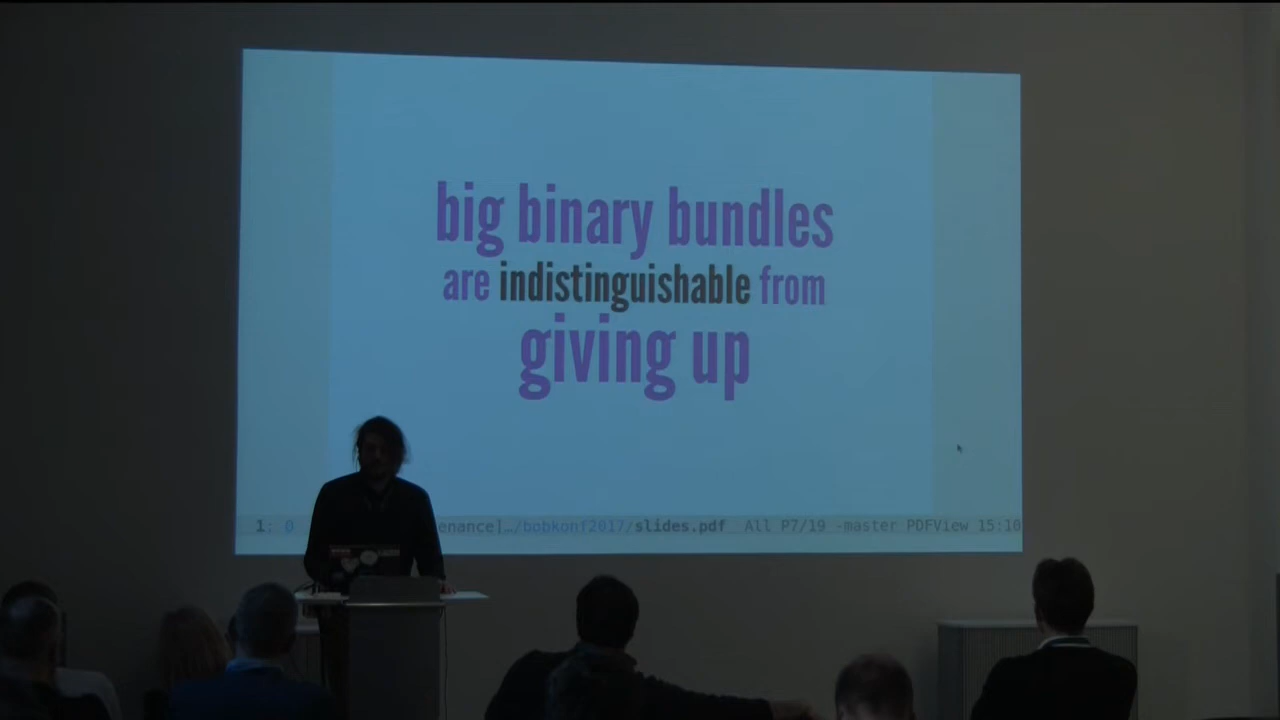 big binary bundles
are indistinguishable from
giving up
1: 0 enance]…/bobkonf2017/slides.pdf All P7/19 -master PDFView 15:10